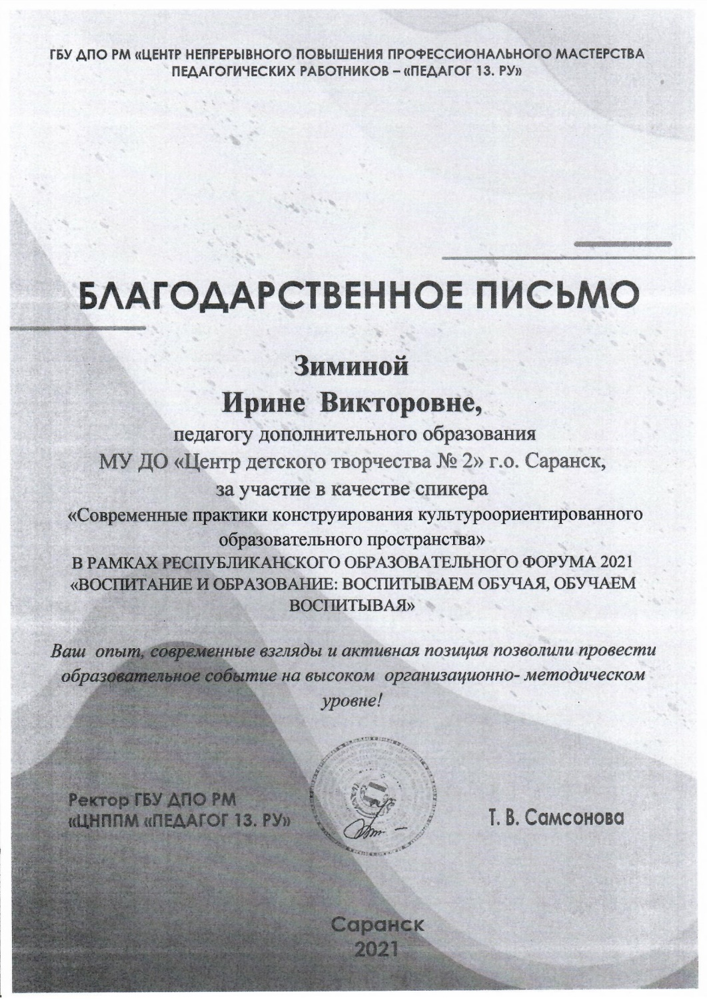 ГБУ ДПО РМ «ЦЕНТР НЕПРЕРЫВНОГО ПОВЫШЕНИЯ ПРОФЕССИОНАЛЬНОГО МАСТЕРСТВА
ПЕДАГОГИЧЕСКИХ РАБОТНИКОВ – «ПЕДАГОГ 13. РУ»
БЛАГОДАРСТВЕННОЕ ПИСЬМО
Зиминой
Ирине Викторовне,
педагогу дополнительного образования
МУ ДО «Центр детского творчества № 2» г.о. Саранск,
за участие в качестве спикера
«Современные практики конструирования культуроориентированного
образовательного пространства»
В РАМКАХ РЕСПУБЛИКАНСКОГО ОБРАЗОВАТЕЛЬНОГО ФОРУМА 2021
«ВОСПИТАНИЕ И ОБРАЗОВАНИЕ: ВОСПИТЫВАЕМ ОБУЧАЯ, ОБУЧАЕМ
ВОСПИТЫВАЯ»
Ваш опыт, современные взгляды и активная позиция позволили провести
образовательное событие на высоком организационно- методическом
уровне!
Ректор ГБУ ДПО РМ
«ЦНППМ «ПЕДАГОГ 13. РУ»
Т. В. Самсонова
Саранск
2021